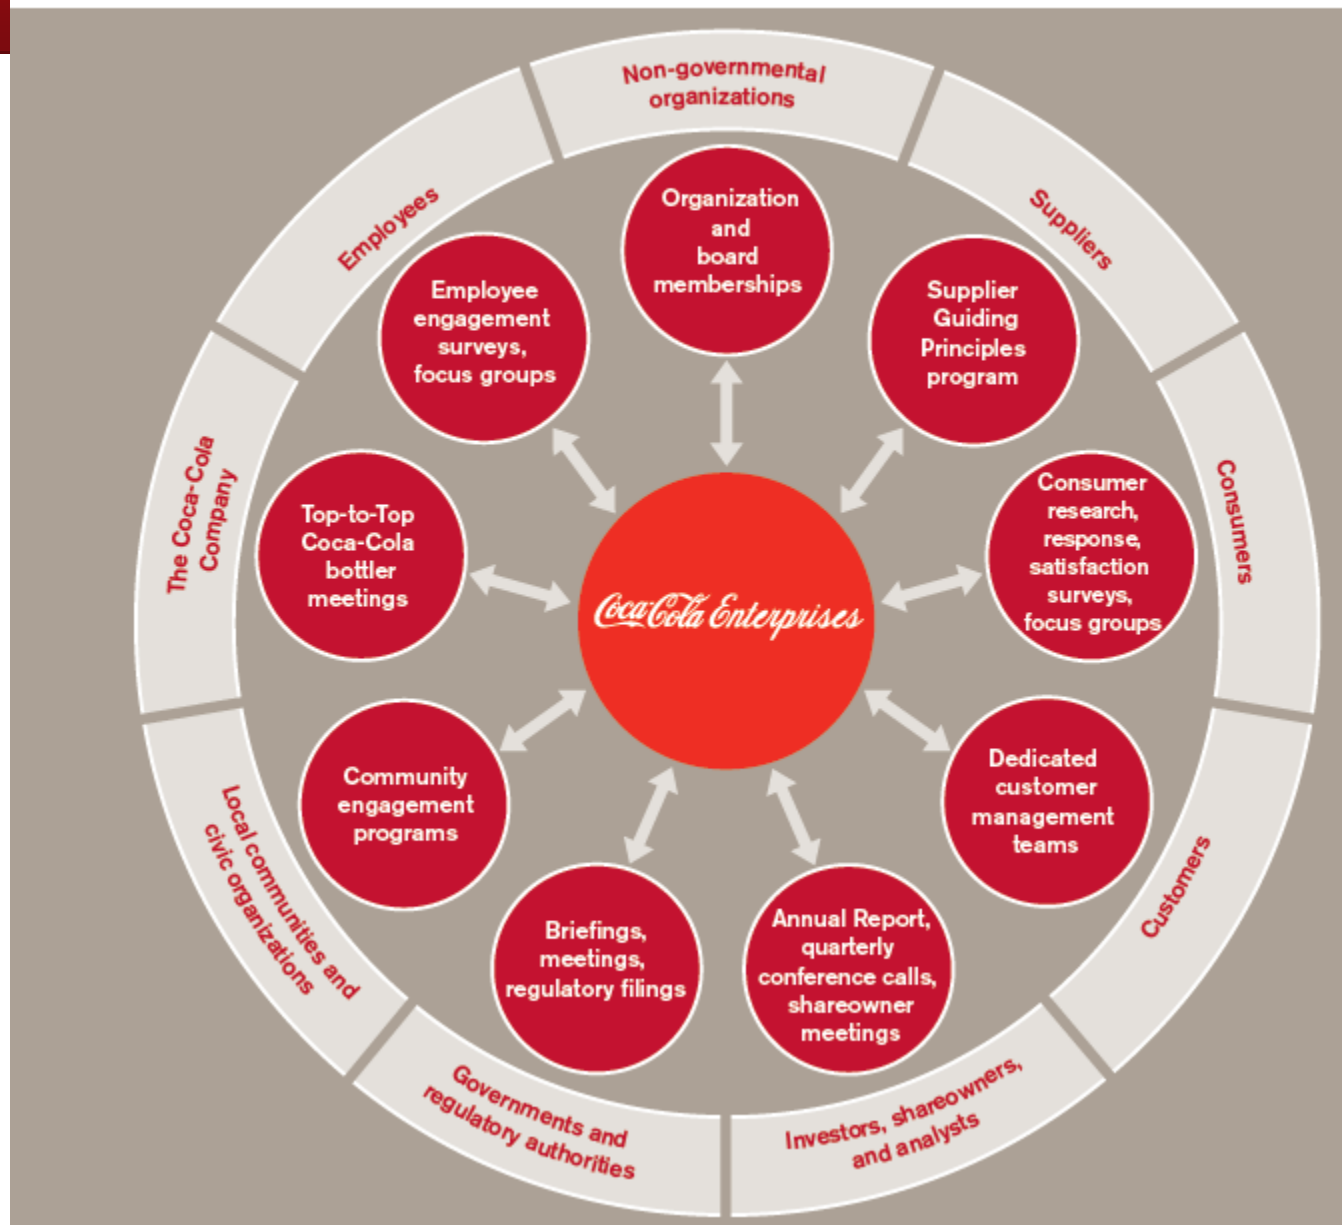 Non-governmental
organizations
Organization
and
board
memberships
Suppliers
Supplier
Guiding
Principles
program
Consumers
Consumer
research,
response,
satisfaction
surveys,
focus groups
Customers
Dedicated
customer
management
teams
Investors, shareowners,
and analysts
Annual Report,
quarterly
conference calls,
shareowner
meetings
Governments and
regulatory authorities
Briefings,
meetings,
regulatory filings
Local communities and
civic organizations
Community
engagement
programs
The Coca-Cola
Company
Top-to-Top
Coca-Cola
bottler
meetings
Employees
Employee
engagement
surveys,
focus groups
Coca-Cola Enterprises